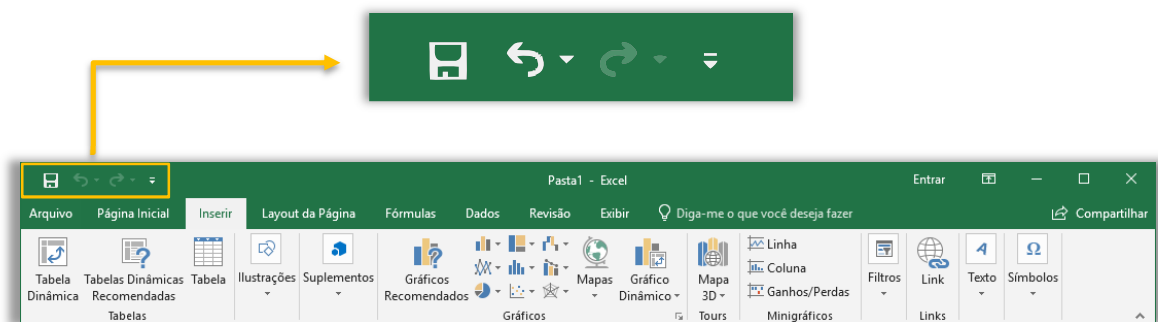 Pasta1 - Excel
Entrar
Arquivo Página Inicial Inserir Layout da Página Fórmulas Dados Revisão Exibir Diga-me o que você deseja fazer Compartilhar
Tabela Dinâmica
Tabelas Dinâmicas Recomendadas
Tabela
Tabelas
Ilustrações
Suplementos
Gráficos Recomendados
Mapas
Gráfico Dinâmico
Gráficos
Mapa 3D
Tours
Linha
Coluna
Ganhos/Perdas
Minigráficos
Filtros
Link
Links
Texto
Símbolos